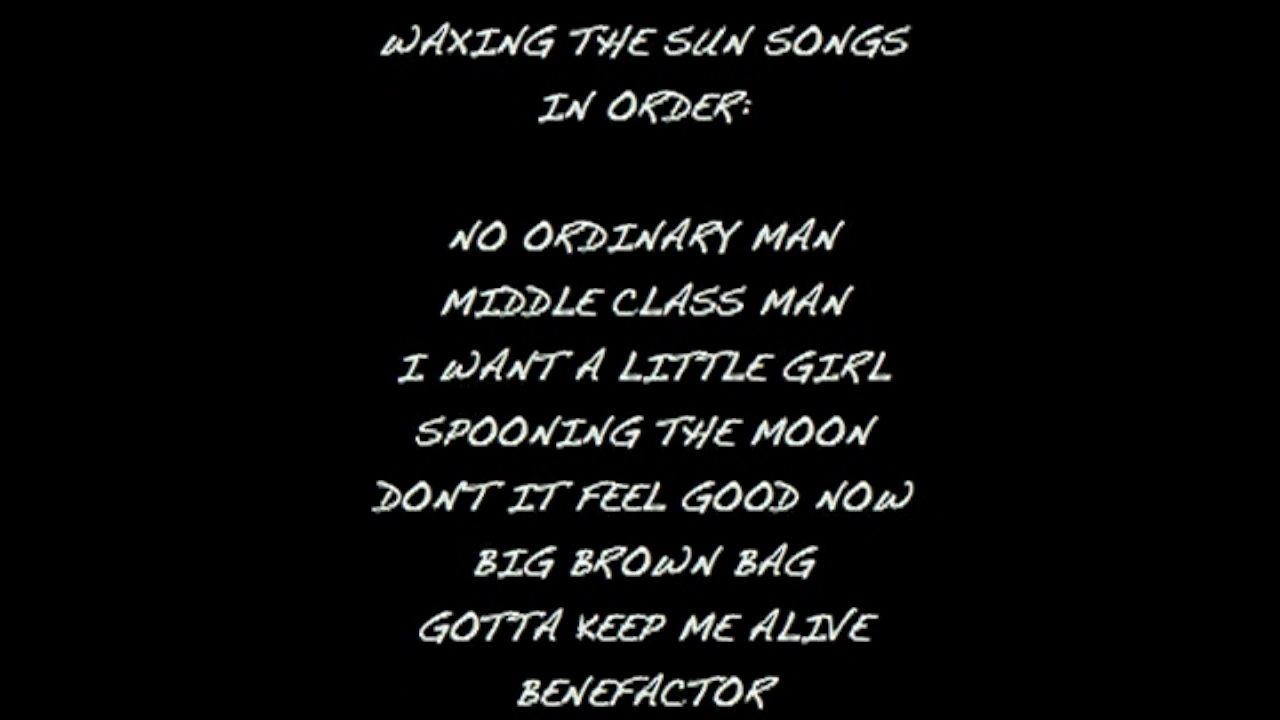 WAXING THE SUN SONGS
IN ORDER:
NO ORDINARY MAN
MIDDLE CLASS MAN
I WANT A LITTLE GIRL
SPOONING THE MOON
DONT IT FEEL GOOD NOW
BIG BROWN BAG
GOTTA KEEP ME ALIVE
BENEFACTOR